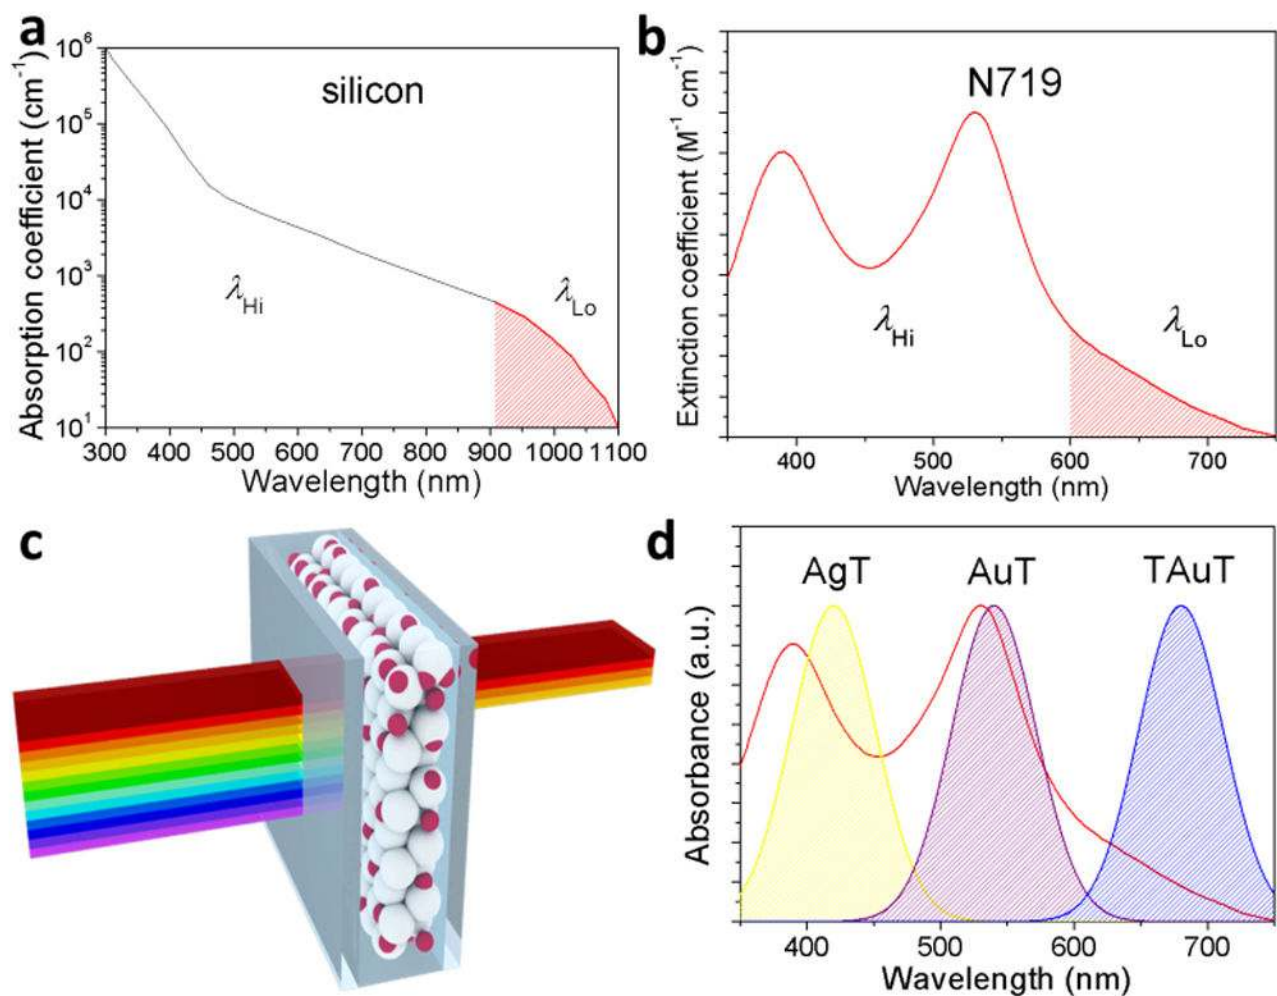 a
Absorption coefficient (cm⁻¹)
10⁶
10⁵
10⁴
10³
10²
10¹
silicon
λHi
λLo
300 400 500 600 700 800 900 1000 1100
Wavelength (nm)
b
Extinction coefficient (M⁻¹ cm⁻¹)
N719
λHi
λLo
400 500 600 700
Wavelength (nm)
c
d
Absorbance (a.u.)
AgT AuT TAuT
400 500 600 700
Wavelength (nm)